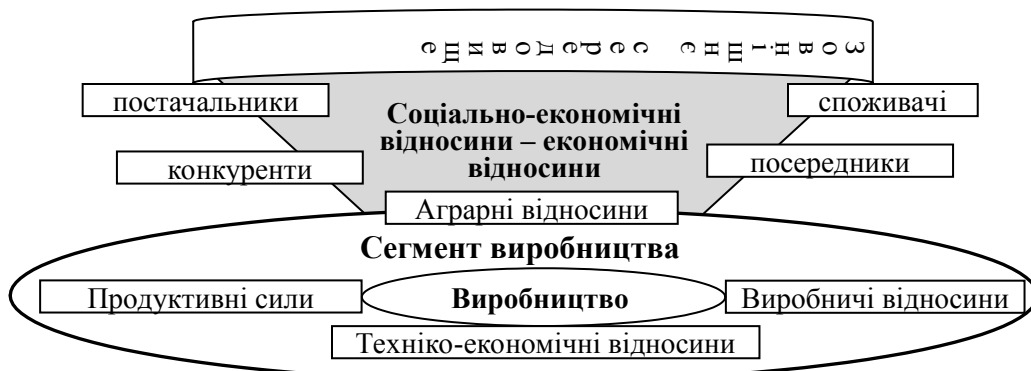 Зовнішнє середовище
постачальники
споживачі
Соціально-економічні
відносини – економічні
відносини
конкуренти
посередники
Аграрні відносини
Сегмент виробництва
Продуктивні сили
Виробництво
Виробничі відносини
Техніко-економічні відносини